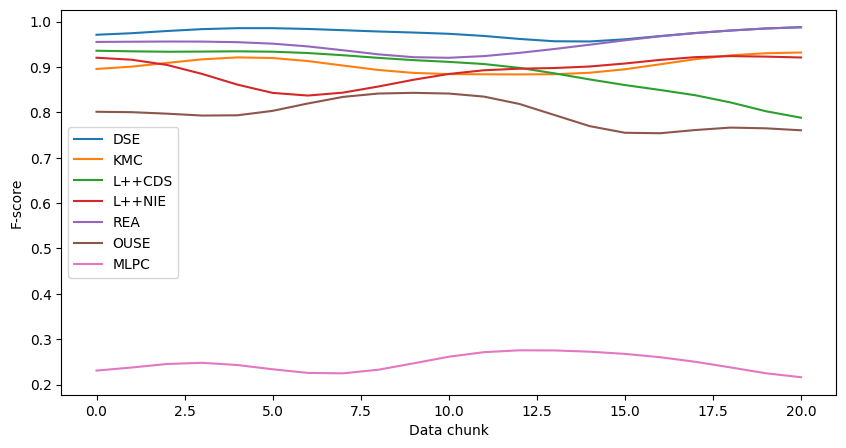 1.0
0.9
0.8
0.7
0.6
0.5
0.4
0.3
0.2
F-score
DSE
KMC
L++CDS
L++NIE
REA
OUSE
MLPC
0.0 2.5 5.0 7.5 10.0 12.5 15.0 17.5 20.0
Data chunk